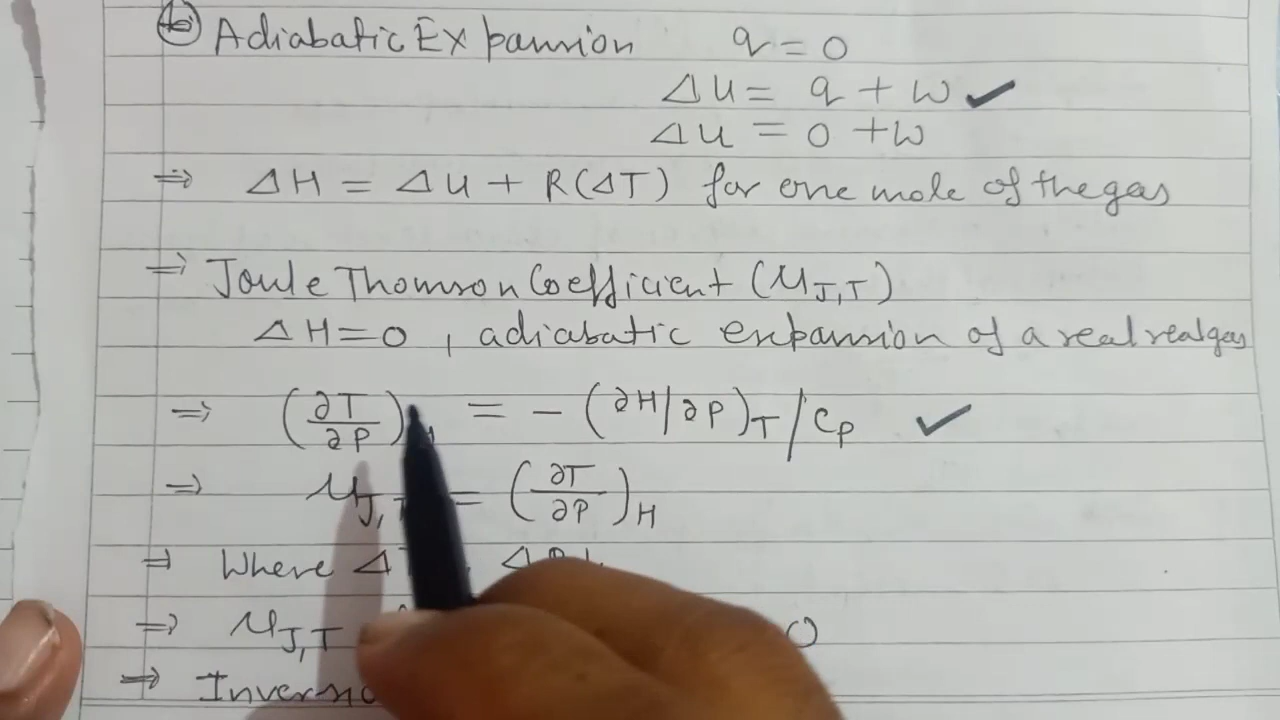 Adiabatic Expansion q = 0
Δu = q + w ✓
Δu = 0 + w
⇒ ΔH = Δu + R(ΔT) for one mole of the gas
⇒ Joule Thomson Coefficient (μJ,T)
ΔH = 0 , adiabatic expansion of a real real gas
⇒ (∂T/∂P)H = - (∂H/∂P)T / CP ✓
⇒ μJ,T = (∂T/∂P)H
⇒ Where Δ
⇒ μJ,T 0
⇒